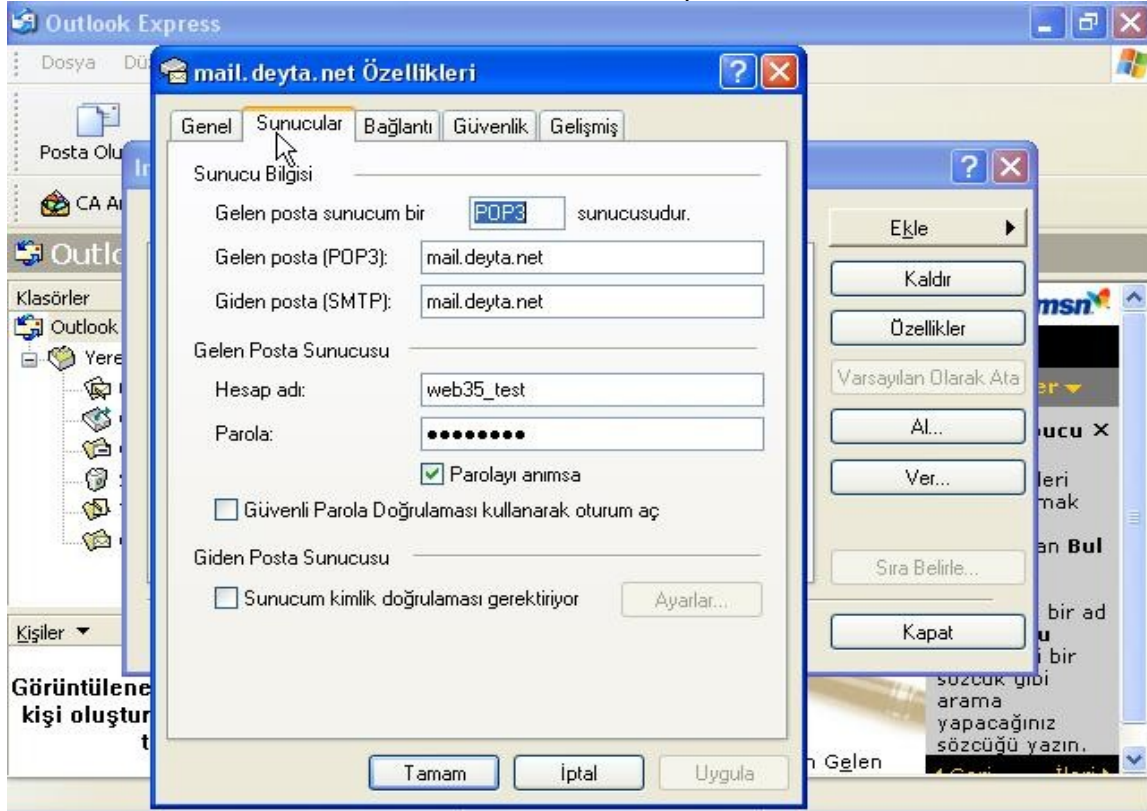 Outlook Express
Dosya
mail.deyta.net Özellikleri
Genel Sunucular Bağlantı Güvenlik Gelişmiş
Posta Olu
Sunucu Bilgisi
CA
Gelen posta sunucum bir POP3 sunucusudur.
Ekle
Gelen posta (POP3): mail.deyta.net
Kaldır
Klasörler
Giden posta (SMTP): mail.deyta.net
msn
Outlook
Özellikler
Gelen Posta Sunucusu
Yere
Varsayılan Olarak Ata
Hesap adı: web35_test
Al...
ucu
Parola: ●●●●●●●●
Ver...
leri
Parolayı anımsa
mak
Güvenli Parola Doğrulaması kullanarak oturum aç
an Bul
Giden Posta Sunucusu
Sıra Belirle...
Sunucum kimlik doğrulaması gerektiriyor Ayarlar...
bir ad
Kişiler
Kapat
u
i bir
Görüntülene
sözcük gibi
kişi oluştur
arama
yapacağınız
t
sözcüğü yazın.
Tamam İptal Uygula
n Gelen